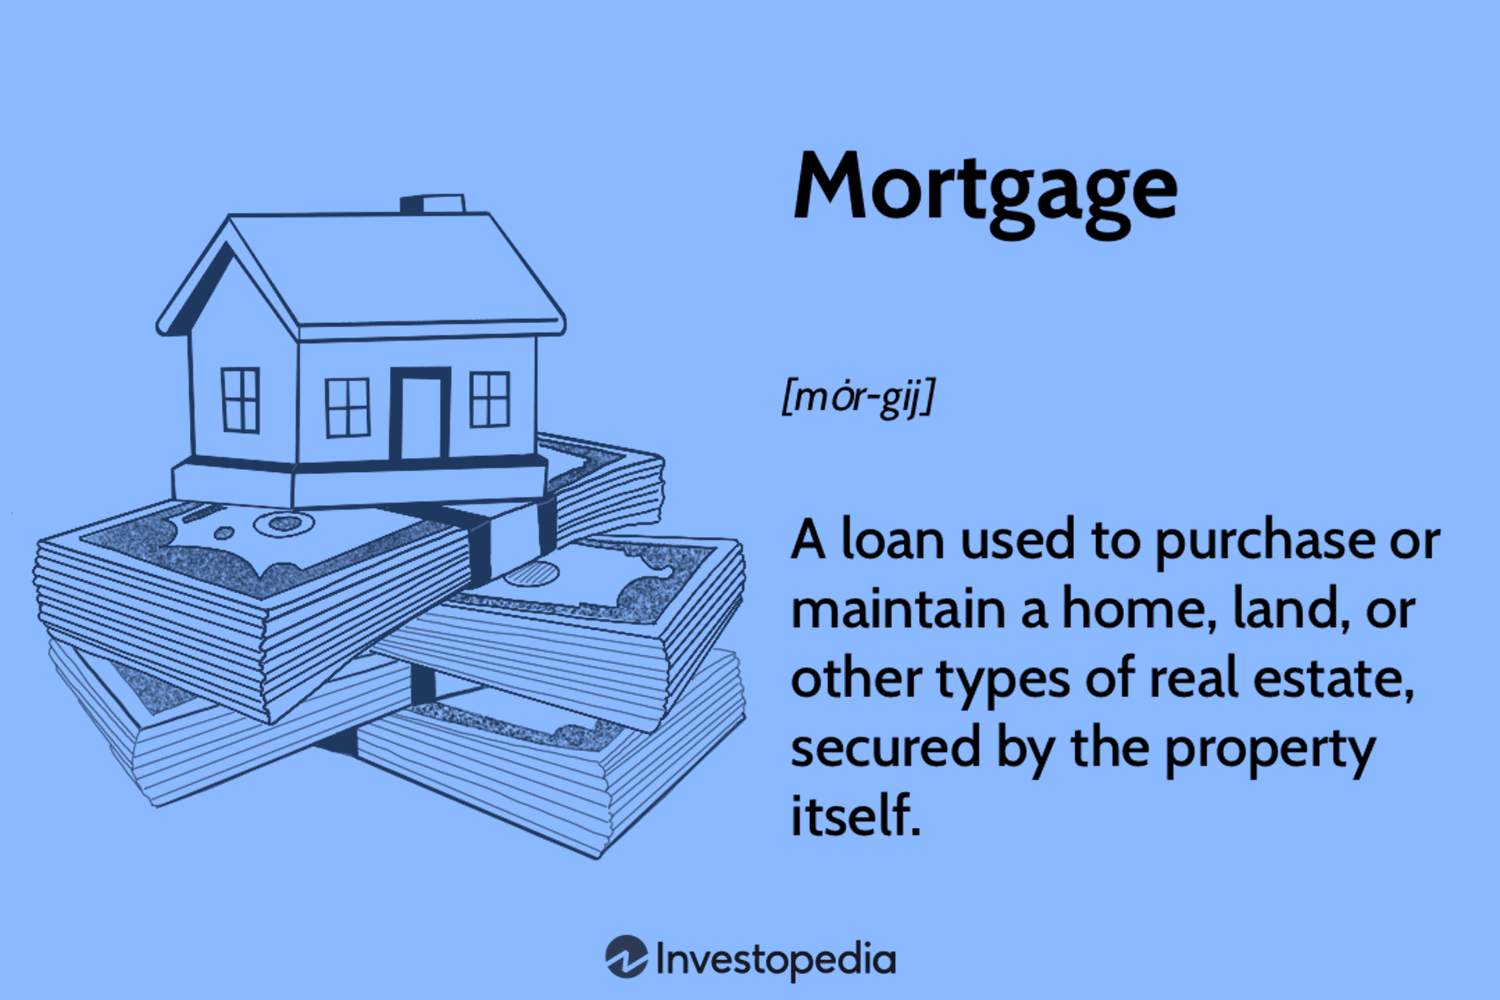 Mortgage
[mȯr-gij]
A loan used to purchase or
maintain a home, land, or
other types of real estate,
secured by the property
itself.
Investopedia